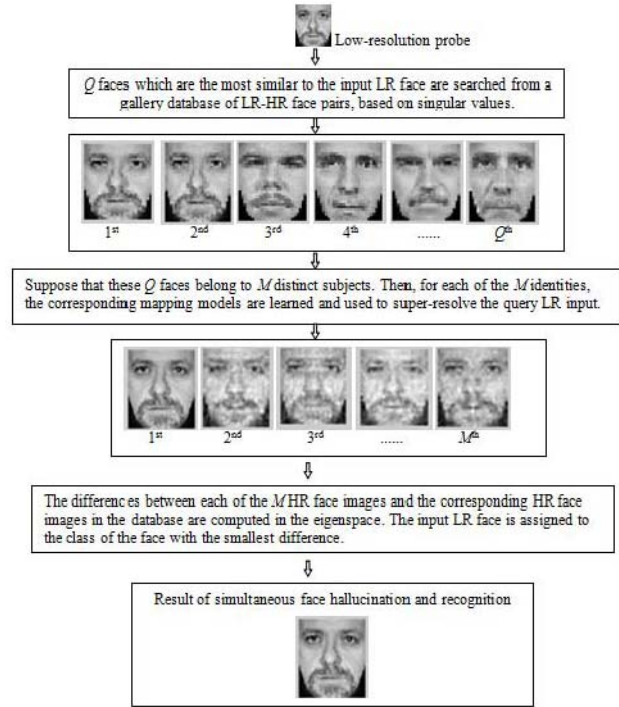 Low-resolution probe
Q faces which are the most similar to the input LR face are searched from a
gallery database of LR-HR face pairs, based on singular values.
1st 2nd 3rd 4th ...... Qth
Suppose that these Q faces belong to M distinct subjects. Then, for each of the M identities,
the corresponding mapping models are learned and used to super-resolve the query LR input.
1st 2nd 3rd ...... Mth
The differences between each of the M HR face images and the corresponding HR face
images in the database are computed in the eigenspace. The input LR face is assigned to
the class of the face with the smallest difference.
Result of simultaneous face hallucination and recognition